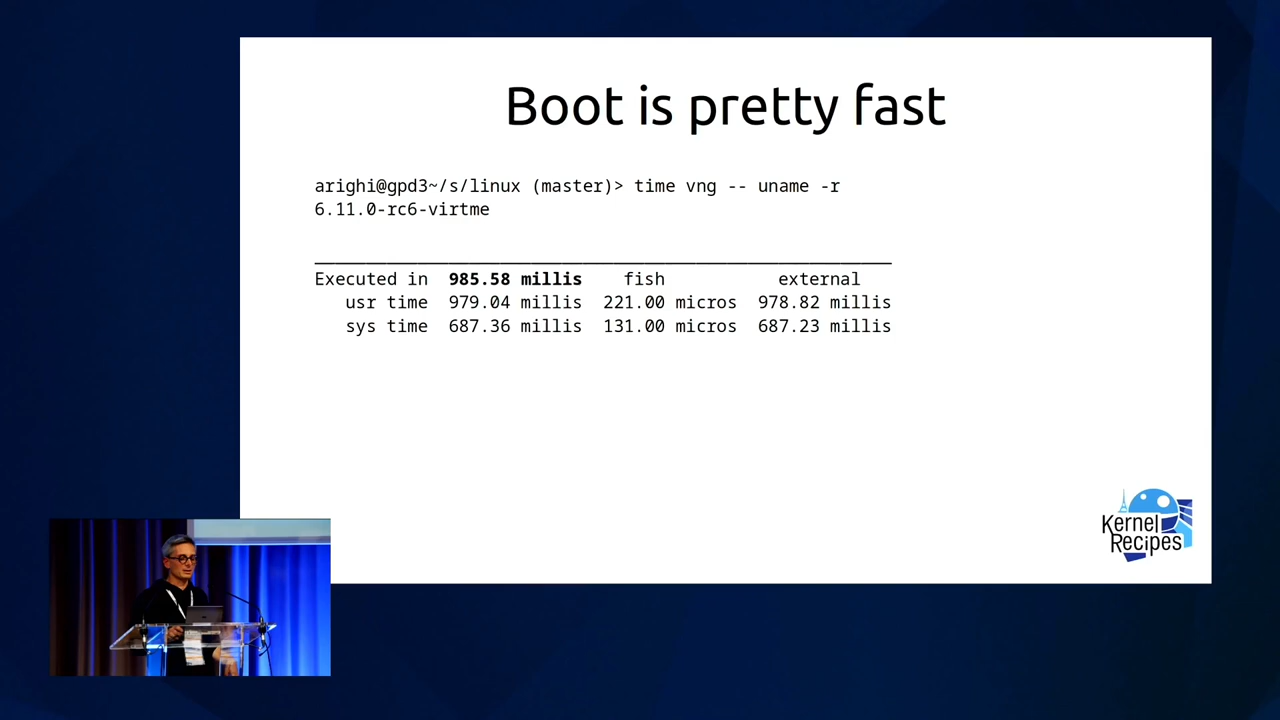 Boot is pretty fast
arighi@gpd3~/s/linux (master)> time vng -- uname -r
6.11.0-rc6-virtme
Executed in 985.58 millis fish external
usr time 979.04 millis 221.00 micros 978.82 millis
sys time 687.36 millis 131.00 micros 687.23 millis
Kernel
Recipes